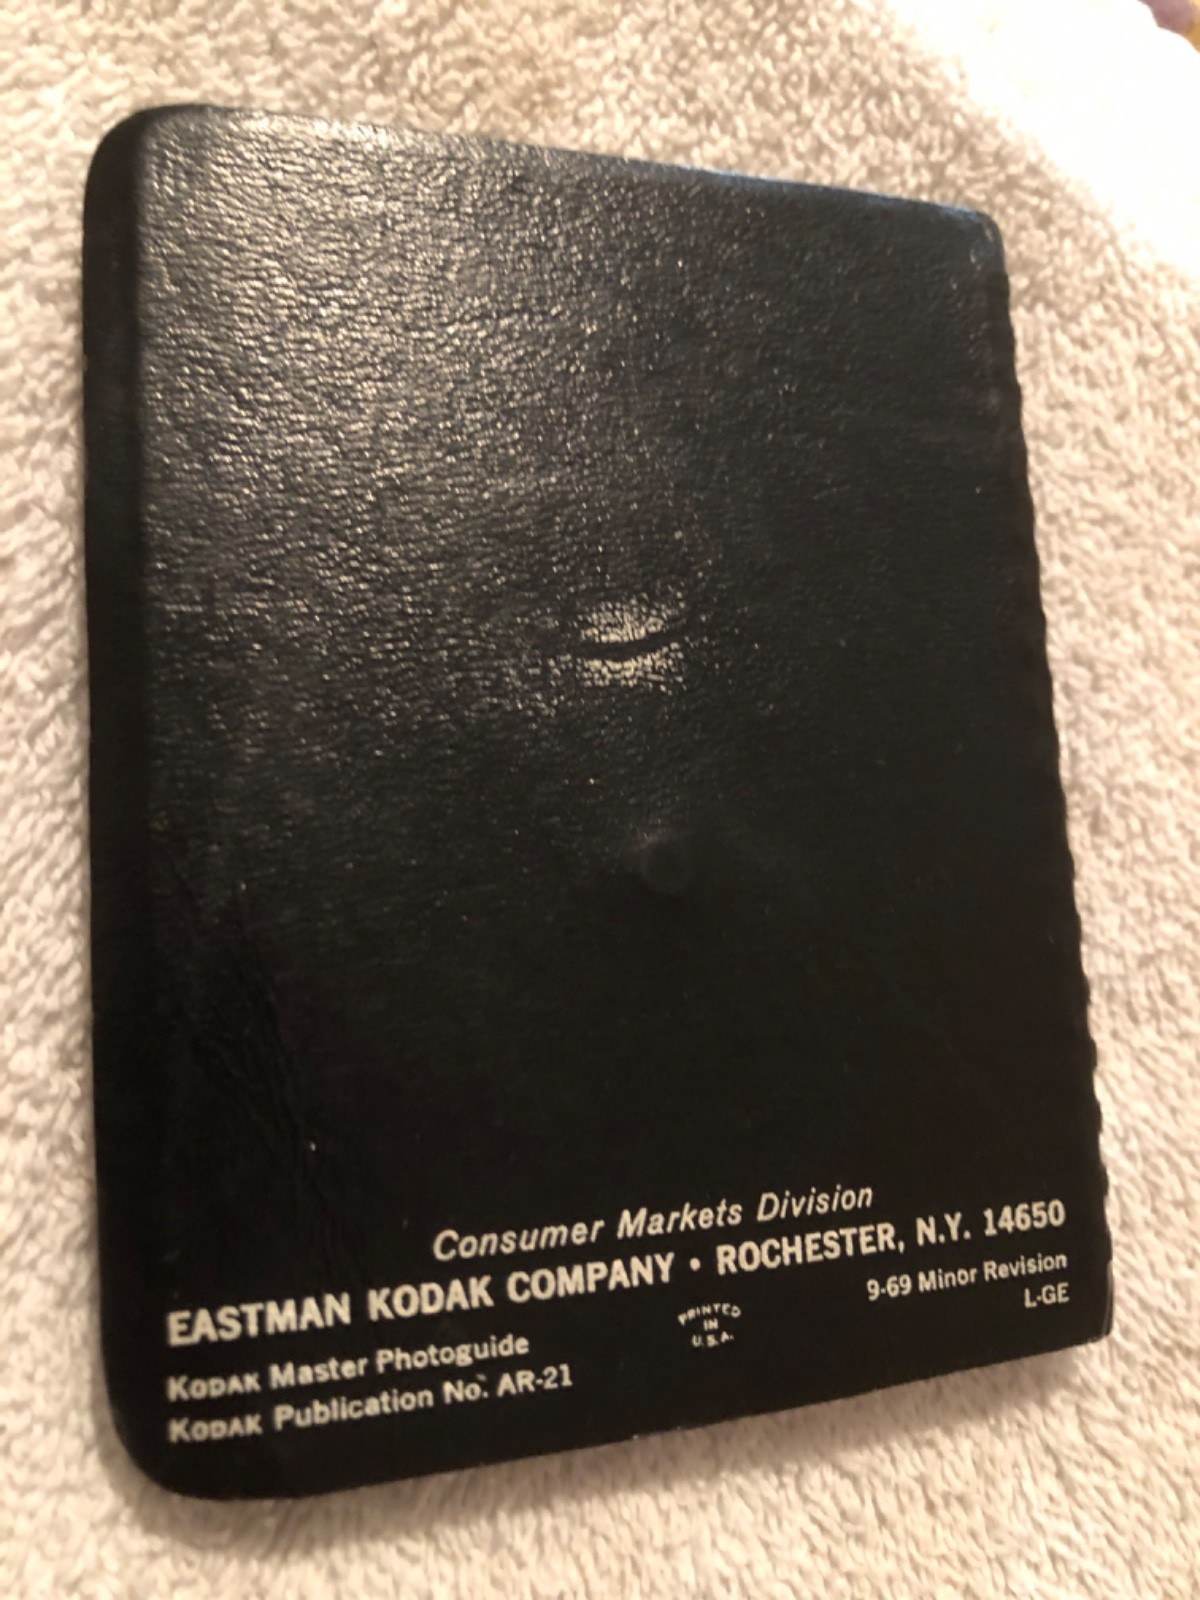 Consumer Markets Division
EASTMAN KODAK COMPANY • ROCHESTER, N.Y. 14650
KODAK Master Photoguide
KODAK Publication No. AR-21
PRINTED
IN
U.S.A.
9-69 Minor Revision
L-GE